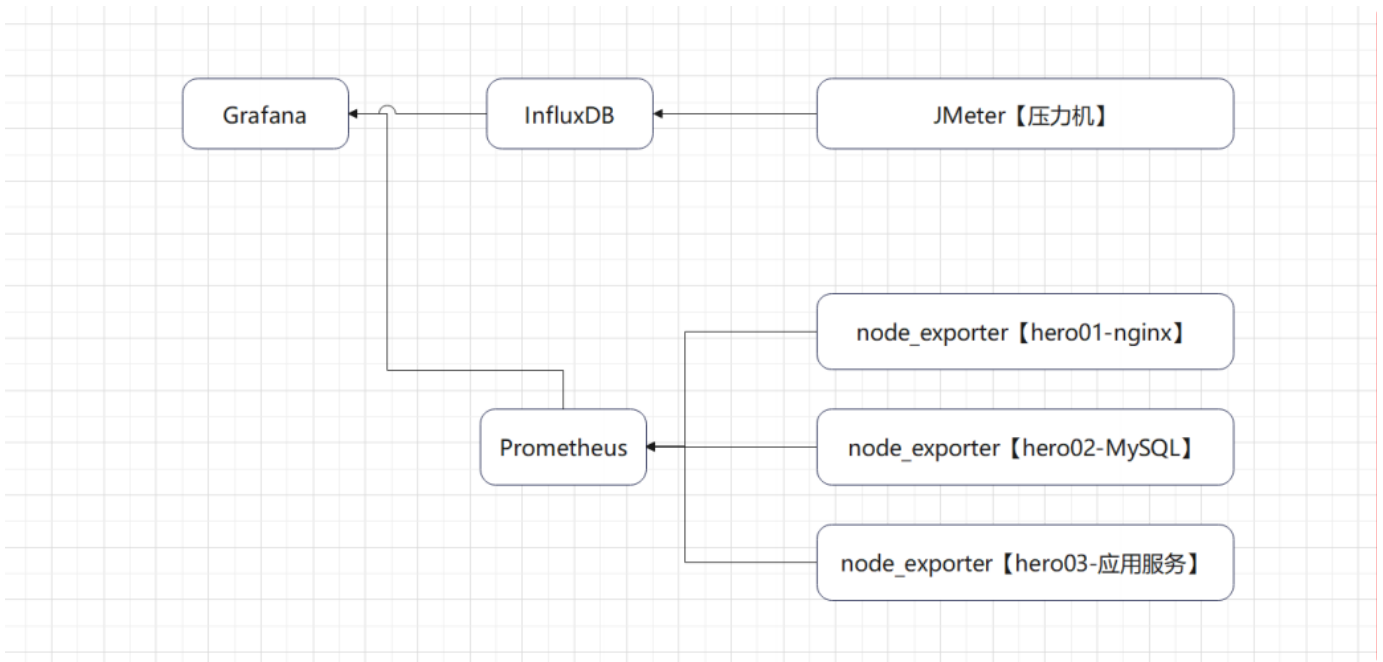 Grafana
InfluxDB
JMeter【压力机】
node_exporter【hero01-nginx】
Prometheus
node_exporter【hero02-MySQL】
node_exporter【hero03-应用服务】